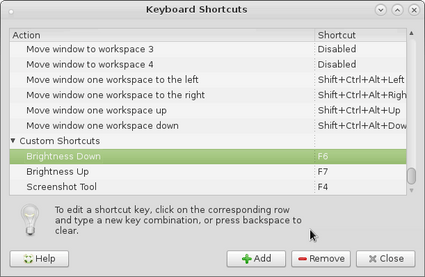 Keyboard Shortcuts
Action Shortcut
Move window to workspace 3 Disabled
Move window to workspace 4 Disabled
Move window one workspace to the left Shift+Ctrl+Alt+Left
Move window one workspace to the right Shift+Ctrl+Alt+Righ
Move window one workspace up Shift+Ctrl+Alt+Up
Move window one workspace down Shift+Ctrl+Alt+Dow
Custom Shortcuts
Brightness Down F6
Brightness Up F7
Screenshot Tool F4
To edit a shortcut key, click on the corresponding row
and type a new key combination, or press backspace to
clear.
Help Add Remove Close